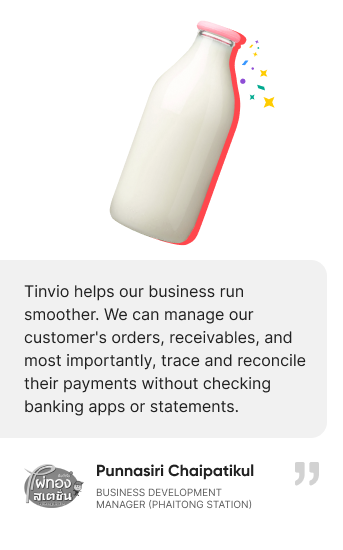 Tinvio helps our business run
smoother. We can manage our
customer's orders, receivables, and
most importantly, trace and reconcile
their payments without checking
banking apps or statements.
ไผ่ทอง
สเตชั่น
Punnasiri Chaipatikul
BUSINESS DEVELOPMENT
MANAGER (PHAITONG STATION)